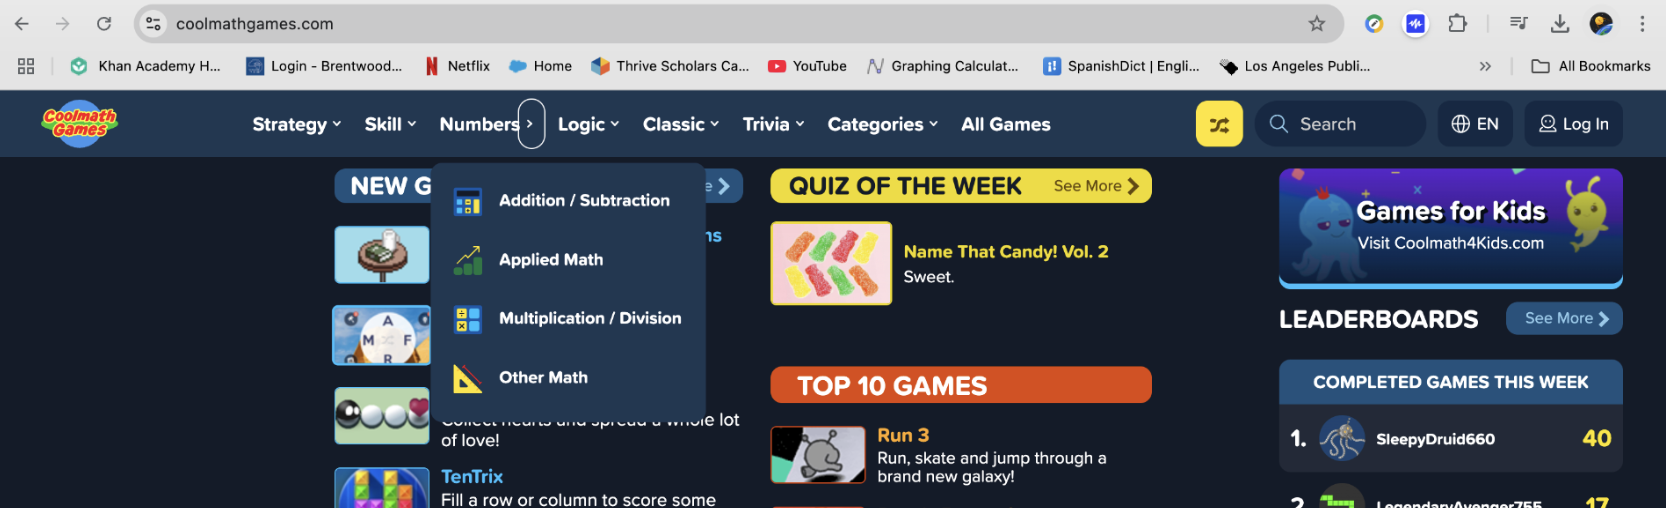 coolmathgames.com
Khan Academy H...
Login - Brentwood...
Netflix
Home
Thrive Scholars Ca...
YouTube
Graphing Calculat...
SpanishDict | Engli...
Los Angeles Publi...
All Bookmarks
Coolmath
Games
Strategy
Skill
Numbers
Logic
Classic
Trivia
Categories
All Games
Search
EN
Log In
NEW G
Addition / Subtraction
Applied Math
Multiplication / Division
Other Math
A
M F
R
of love!
TenTrix
Fill a row or column to score some
QUIZ OF THE WEEK
See More
Name That Candy! Vol. 2
Sweet.
TOP 10 GAMES
Run 3
Run, skate and jump through a
brand new galaxy!
Games for Kids
Visit Coolmath4Kids.com
LEADERBOARDS
See More
COMPLETED GAMES THIS WEEK
1. SleepyDruid660 40
2. LegendaryAvenger755 17